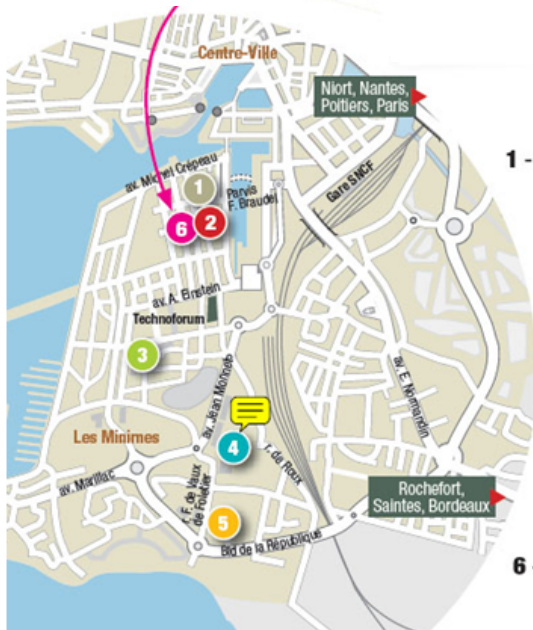 Centre-Ville
Niort, Nantes,
Poitiers, Paris
1 -
av. Michel Crépeau
1
Parvis
F. Braudel
Gare SNCF
6
2
av. A. Einstein
Technoforum
3
av. Jean Monnet
av. E. Normandin
Les Minimes
4
r. de Roux
av. Marillac
r. F. de Vaux
de Foletier
Rochefort,
Saintes, Bordeaux
5
Bld de la République
6 -